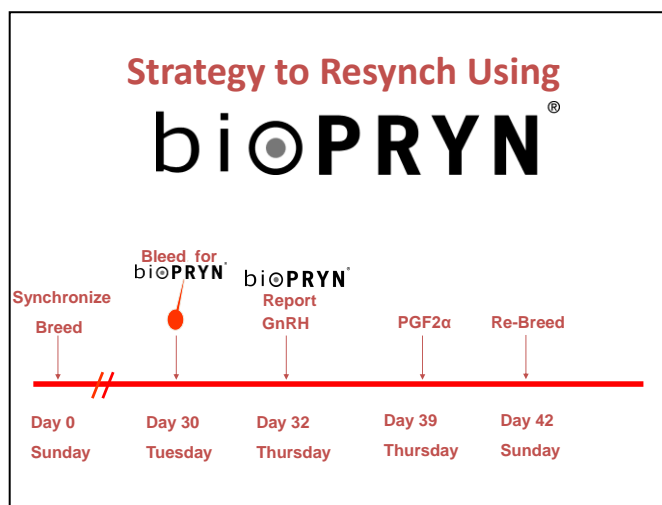 Strategy to Resynch Using
bioPRYN®
Bleed for
bioPRYN®
bioPRYN®
Synchronize
Breed
Report
GnRH
PGF2α
Re-Breed
Day 0
Sunday
Day 30
Tuesday
Day 32
Thursday
Day 39
Thursday
Day 42
Sunday